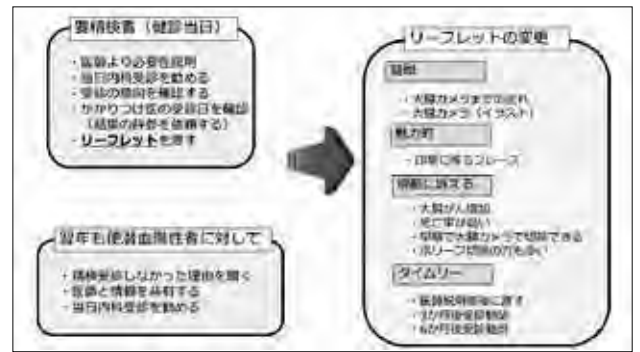 要精検者（健診当日）
・医師より必要性説明
・当日内科受診を勧める
・受診の意向を確認する
・かかりつけ医の受診日を確認
（結果の詳細を依頼する）
・リーフレットを渡す
翌年も便潜血陽性者に対して
・精検受診しなかった理由を聞く
・医師と情報を共有する
・当日内科受診を勧める
リーフレットの変更
簡単
・大腸カメラまでの流れ
・大腸カメラ（イラスト）
魅力的
・印象に残るフレーズ
感動に訴える
・大腸がん増加
・死亡率が高い
・早期で大腸カメラで切除できる
・ポリープ切除の方も多い
タイムリー
・医師説明直後に渡す
・3か月後受診勧奨
・6か月後受診勧奨